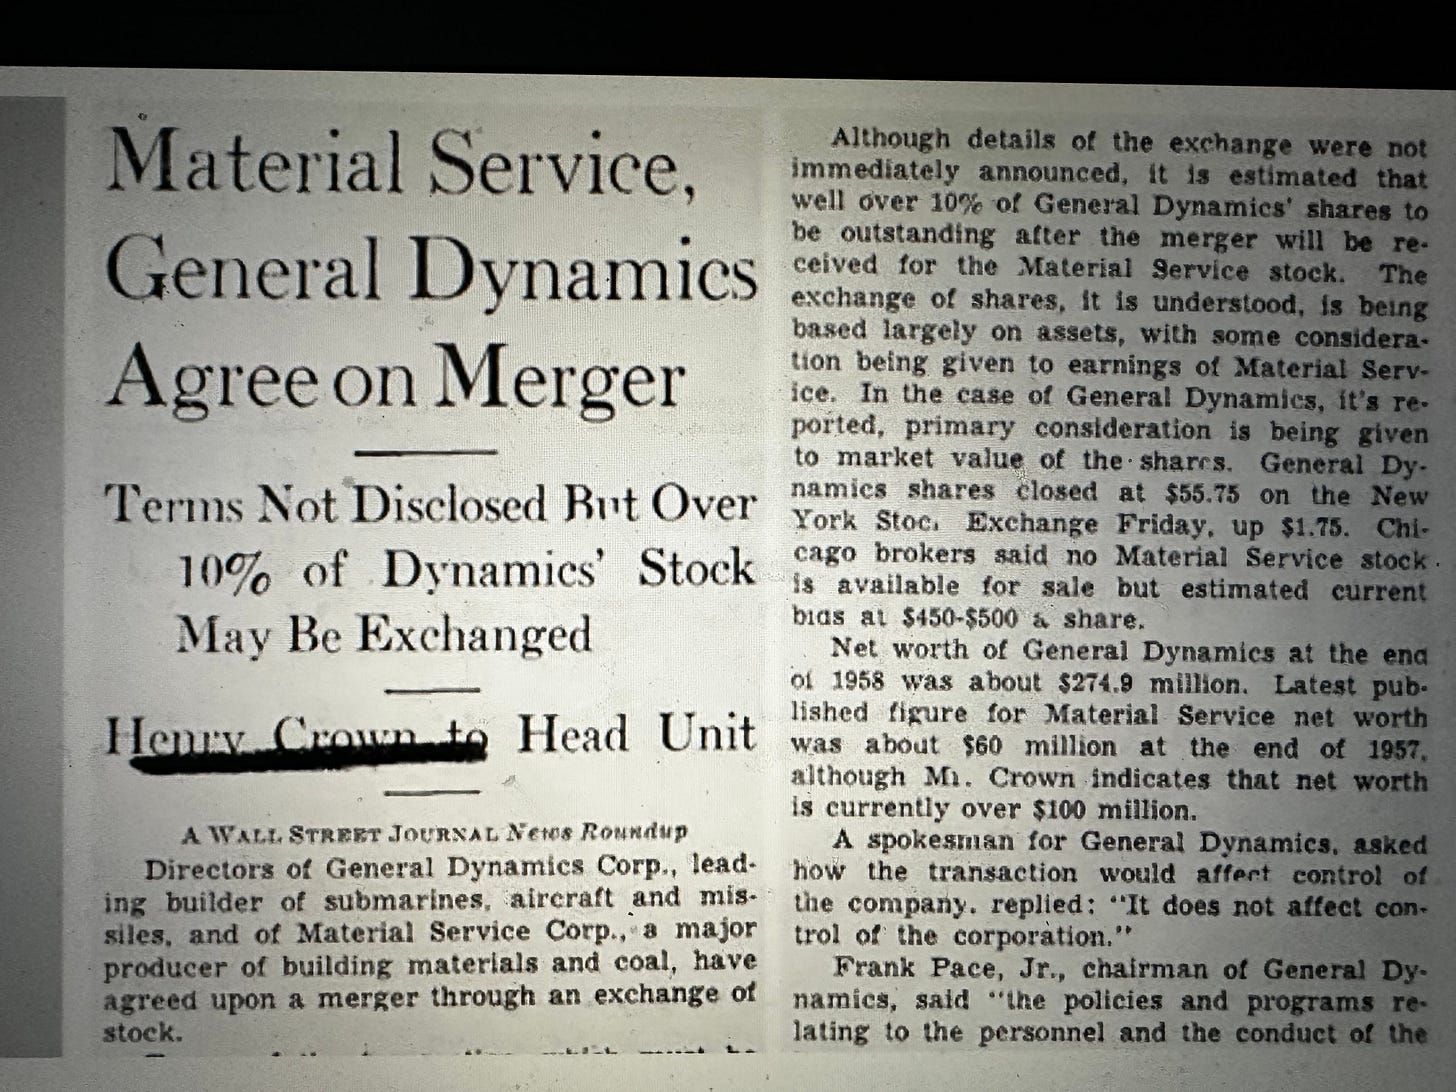 Material Service,
General Dynamics
Agree on Merger
Terms Not Disclosed But Over
10% of Dynamics' Stock
May Be Exchanged
Henry Crown to Head Unit
A WALL STREET JOURNAL News Roundup
Directors of General Dynamics Corp., lead-
ing builder of submarines, aircraft and mis-
siles, and of Material Service Corp., a major
producer of building materials and coal, have
agreed upon a merger through an exchange of
stock.
Although details of the exchange were not
immediately announced, it is estimated that
well over 10% of General Dynamics' shares to
be outstanding after the merger will be re-
ceived for the Material Service stock. The
exchange of shares, it is understood, is being
based largely on assets, with some considera-
tion being given to earnings of Material Serv-
ice. In the case of General Dynamics, it's re-
ported, primary consideration is being given
to market value of the shares. General Dy-
namics shares closed at $55.75 on the New
York Stoc. Exchange Friday, up $1.75. Chi-
cago brokers said no Material Service stock
is available for sale but estimated current
bids at $450-$500 a share.
Net worth of General Dynamics at the end
of 1958 was about $274.9 million. Latest pub-
lished figure for Material Service net worth
was about $60 million at the end of 1957,
although Mr. Crown indicates that net worth
is currently over $100 million.
A spokesman for General Dynamics, asked
how the transaction would affect control of
the company, replied: "It does not affect con-
trol of the corporation."
Frank Pace, Jr., chairman of General Dy-
namics, said "the policies and programs re-
lating to the personnel and the conduct of the